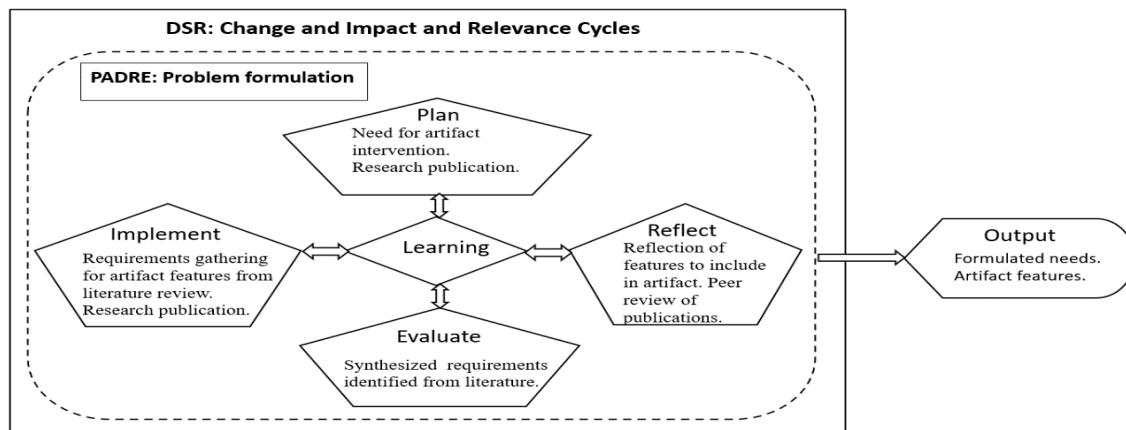 DSR: Change and Impact and Relevance Cycles
PADRE: Problem formulation
Plan
Need for artifact
intervention.
Research publication.
Implement
Requirements gathering
for artifact features from
literature review.
Research publication.
Learning
Reflect
Reflection of
features to include
in artifact. Peer
review of
publications.
Evaluate
Synthesized requirements
identified from literature.
Output
Formulated needs.
Artifact features.